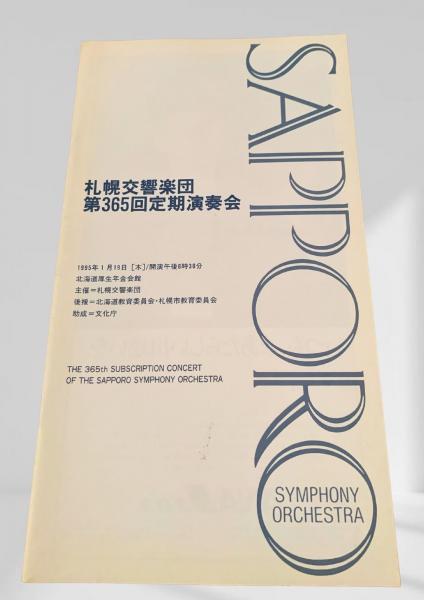 SAPPORO
SYMPHONY
ORCHESTRA
札幌交響楽団
第365回定期演奏会
1995年1月19日[木]/開演午後6時30分
北海道厚生年金会館
主催=札幌交響楽団
後援=北海道教育委員会・札幌市教育委員会
助成=文化庁
THE 365th SUBSCRIPTION CONCERT
OF THE SAPPORO SYMPHONY ORCHESTRA